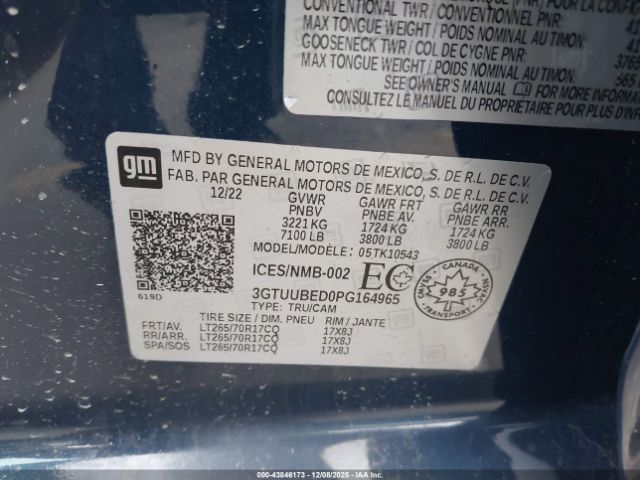 CONVENTIONAL TWR / CONVENTIONNEL PNR:
MAX TONGUE WEIGHT / POIDS NOMINAL AU TIMON:
GOOSENECK TWR / COL DE CYGNE PNR:
MAX TONGUE WEIGHT / POIDS NOMINAL AU TIMON:
SEE OWNER'S MANUAL FOR MORE INFORMAT
CONSULTEZ LE MANUEL DU PROPRIÉTAIRE POUR PLUS D'INF
gm
MFD BY GENERAL MOTORS DE MEXICO, S. DE R.L. DE C.V.
FAB. PAR GENERAL MOTORS DE MEXICO, S. DE R.L. DE C.V.
12/22 GVWR GAWR FRT GAWR RR
PNBV PNBE AV. PNBE ARR.
3221 KG 1724 KG 1724 KG
7100 LB 3800 LB 3800 LB
MODEL/MODÈLE: 05TK10543
ICES/NMB-002 EC
CANADA
985
TRANSPORT
619D
3GTUUBED0PG164965
TYPE: TRU/CAM
TIRE SIZE / DIM. PNEU RIM / JANTE
FRT/AV. LT265/70R17CQ 17X8J
RR/ARR. LT265/70R17CQ 17X8J
SPA/SOS LT265/70R17CQ 17X8J
000-43846173 - 12/08/2025 - IAAI.COM